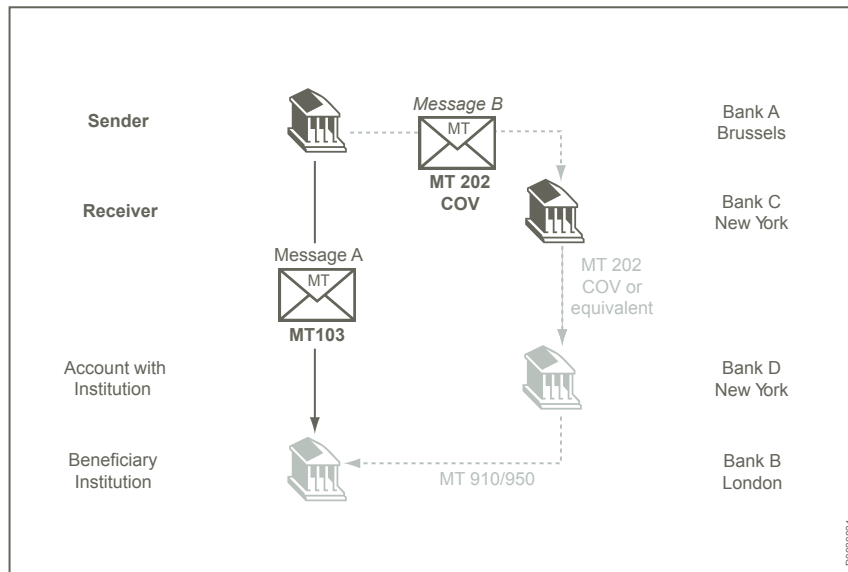 Sender
Message B
MT
MT 202
COV
Bank A
Brussels
Receiver
Bank C
New York
Message A
MT
MT103
MT 202
COV or
equivalent
Account with
Institution
Bank D
New York
Beneficiary
Institution
MT 910/950
Bank B
London